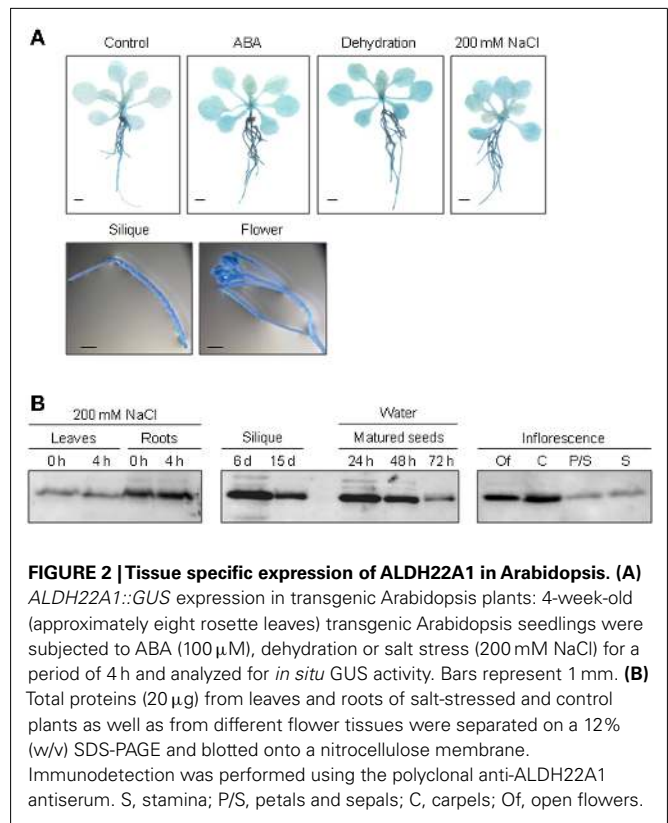 A
Control ABA Dehydration 200 mM NaCl
Silique Flower
B
200 mM NaCl Water
Leaves Roots Silique Matured seeds Inflorescence
0 h 4 h 0 h 4 h 6 d 15 d 24 h 48 h 72 h Of C P/S S
FIGURE 2 | Tissue specific expression of ALDH22A1 in Arabidopsis. (A)
ALDH22A1::GUS expression in transgenic Arabidopsis plants: 4-week-old
(approximately eight rosette leaves) transgenic Arabidopsis seedlings were
subjected to ABA (100 μM), dehydration or salt stress (200 mM NaCl) for a
period of 4 h and analyzed for in situ GUS activity. Bars represent 1 mm. (B)
Total proteins (20 μg) from leaves and roots of salt-stressed and control
plants as well as from different flower tissues were separated on a 12%
(w/v) SDS-PAGE and blotted onto a nitrocellulose membrane.
Immunodetection was performed using the polyclonal anti-ALDH22A1
antiserum. S, stamina; P/S, petals and sepals; C, carpels; Of, open flowers.